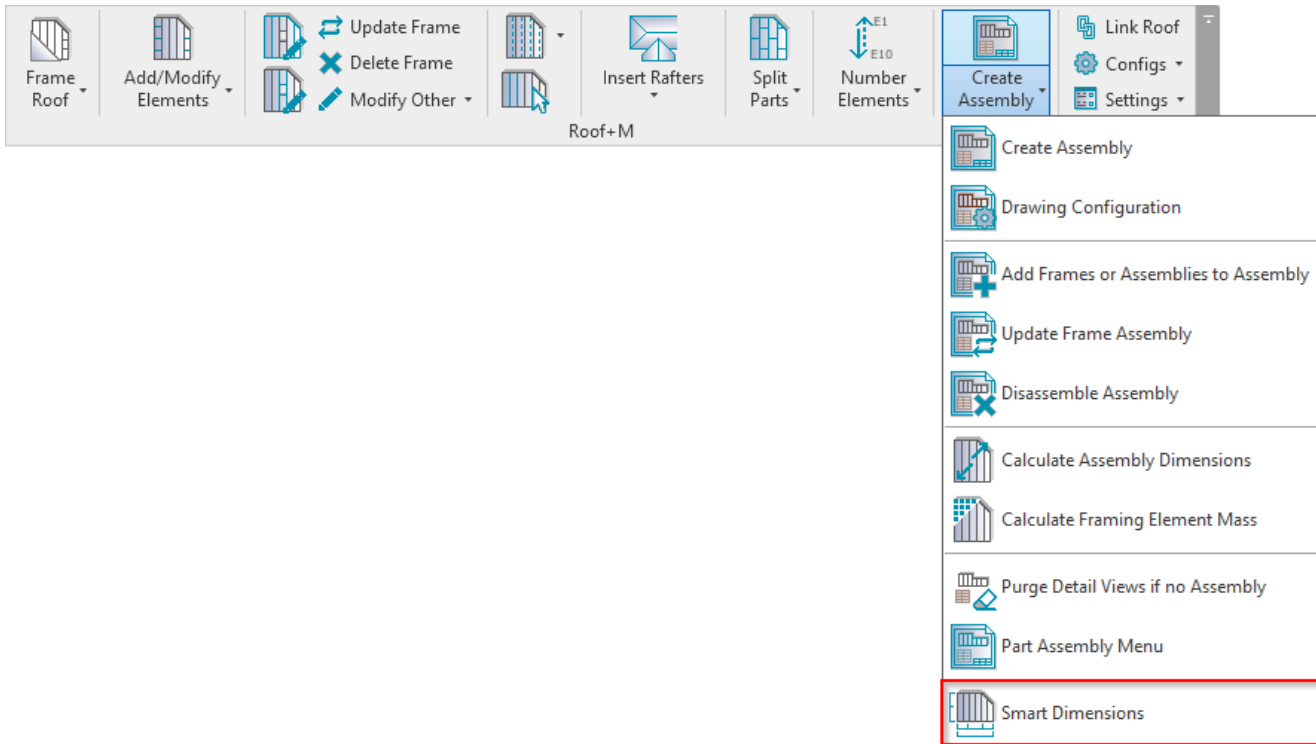 Frame
Roof
Add/Modify
Elements
Update Frame
Delete Frame
Modify Other
Insert Rafters
Split
Parts
E1
E10
Number
Elements
Create
Assembly
Link Roof
Configs
Settings
Roof+M
Create Assembly
Drawing Configuration
Add Frames or Assemblies to Assembly
Update Frame Assembly
Disassemble Assembly
Calculate Assembly Dimensions
Calculate Framing Element Mass
Purge Detail Views if no Assembly
Part Assembly Menu
Smart Dimensions